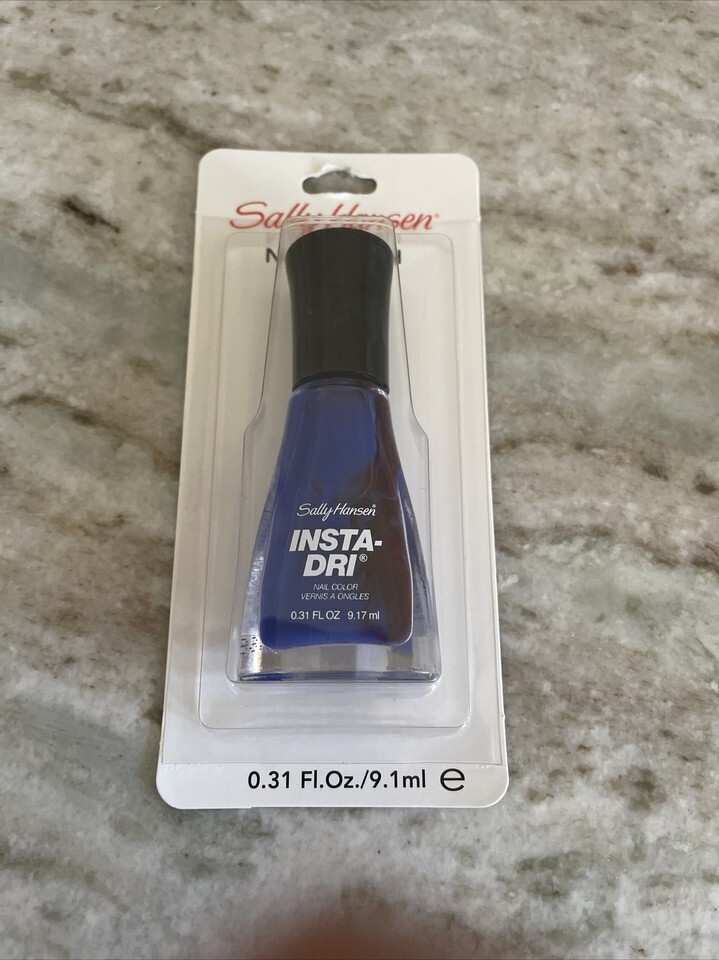 Sally Hansen®
Sally Hansen®
INSTA-
DRI®
NAIL COLOR
VERNIS A ONGLES
0.31 FL OZ 9.17 ml
0.31 Fl.Oz./9.1ml ℮